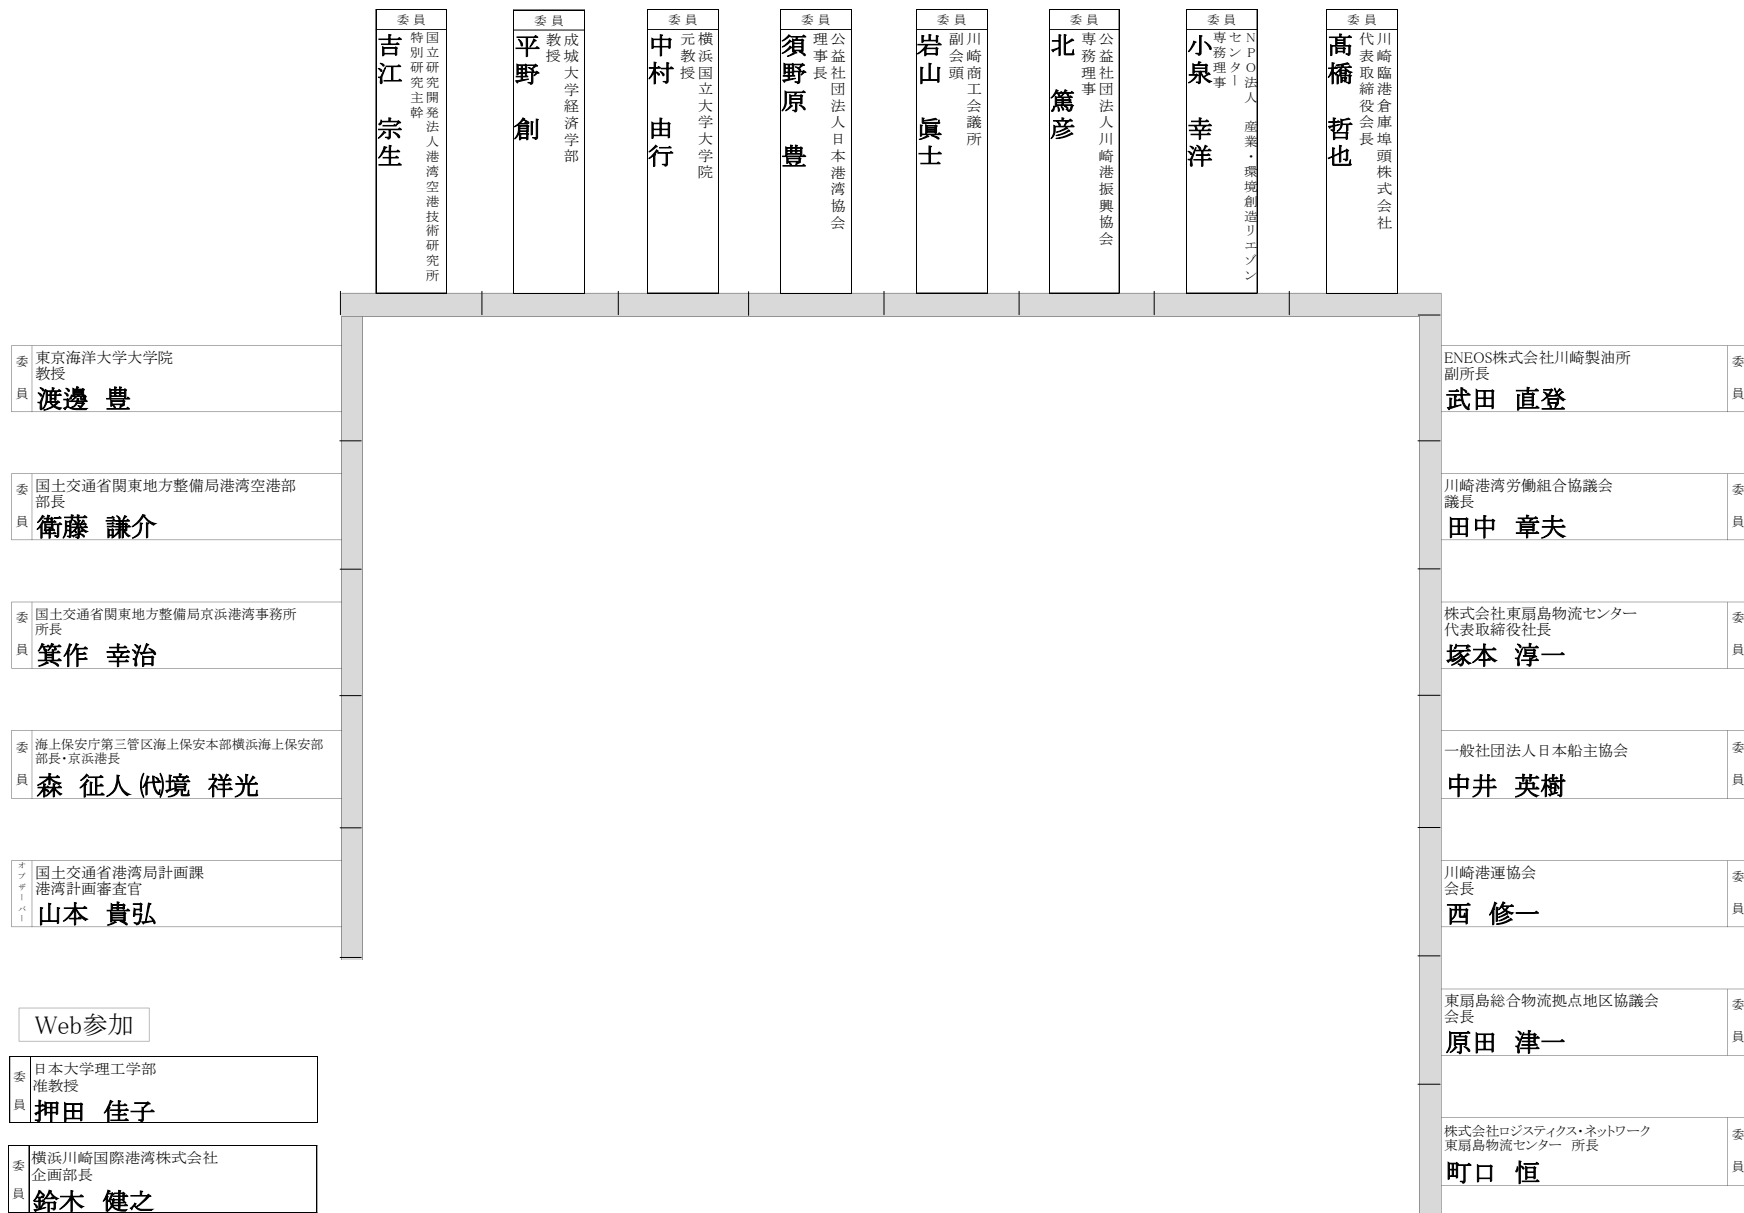 委員
国立研究開発法人港湾空港技術研究所
特別研究主幹
吉江 宗生
委員
成城大学経済学部
教授
平野 創
委員
横浜国立大学大学院
元教授
中村 由行
委員
公益社団法人日本港湾協会
理事長
須野原 豊
委員
川崎商工会議所
副会頭
岩山 眞士
委員
公益社団法人川崎港振興協会
専務理事
北 篤彦
委員
NPO法人 産業・環境創造リエゾン
センター
専務理事
小泉 幸洋
委員
川崎臨港倉庫埠頭株式会社
代表取締役会長
髙橋 哲也
委員
東京海洋大学大学院
教授
渡邊 豊
委員
国土交通省関東地方整備局港湾空港部
部長
衛藤 謙介
委員
国土交通省関東地方整備局京浜港湾事務所
所長
箕作 幸治
委員
海上保安庁第三管区海上保安本部横浜海上保安部
部長・京浜港長
森 征人 (代)境 祥光
オブザーバー
国土交通省港湾局計画課
港湾計画審査官
山本 貴弘
Web参加
委員
日本大学理工学部
准教授
押田 佳子
委員
横浜川崎国際港湾株式会社
企画部長
鈴木 健之
ENEOS株式会社川崎製油所
副所長
武田 直登
委員
川崎港湾労働組合協議会
議長
田中 章夫
委員
株式会社東扇島物流センター
代表取締役社長
塚本 淳一
委員
一般社団法人日本船主協会
中井 英樹
委員
川崎港運協会
会長
西 修一
委員
東扇島総合物流拠点地区協議会
会長
原田 津一
委員
株式会社ロジスティクス・ネットワーク
東扇島物流センター 所長
町口 恒
委員